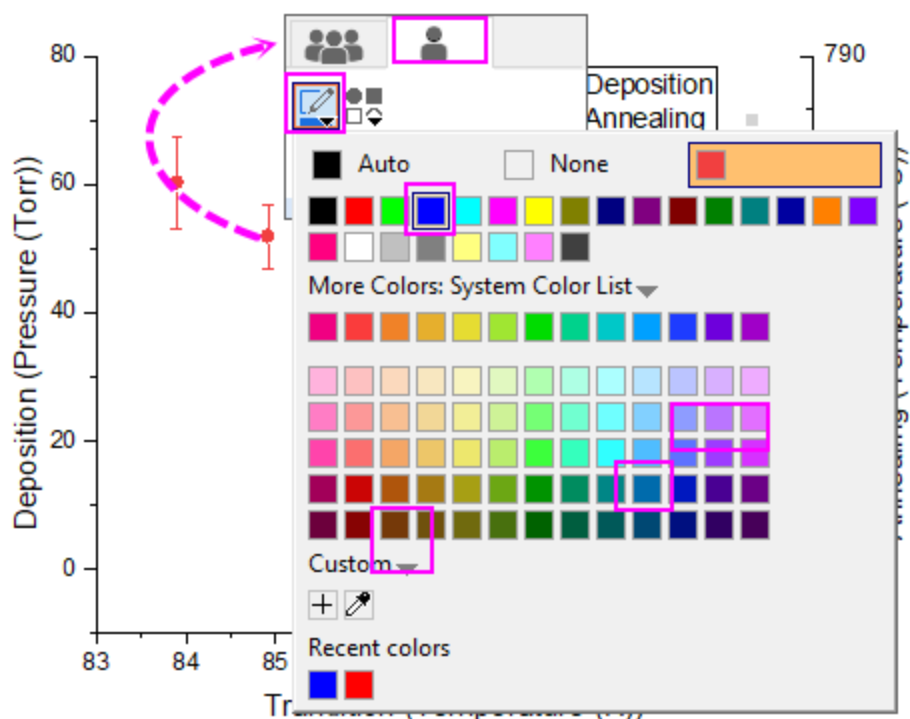 80
790
Deposition
Annealing
Auto
None
60
More Colors: System Color List
Deposition (Pressure (Torr))
40
20
Custom
0
Recent colors
83
84
85